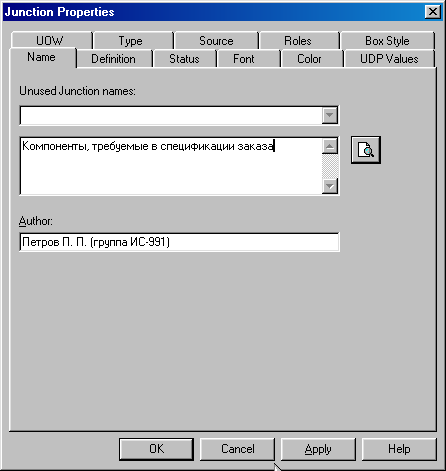 Junction Properties
UOW Type Source Roles Box Style
Name Definition Status Font Color UDP Values
Unused Junction names:
Компоненты, требуемые в спецификации заказа
Author:
Петров П. П. (группа ИС-991)
OK Cancel Apply Help